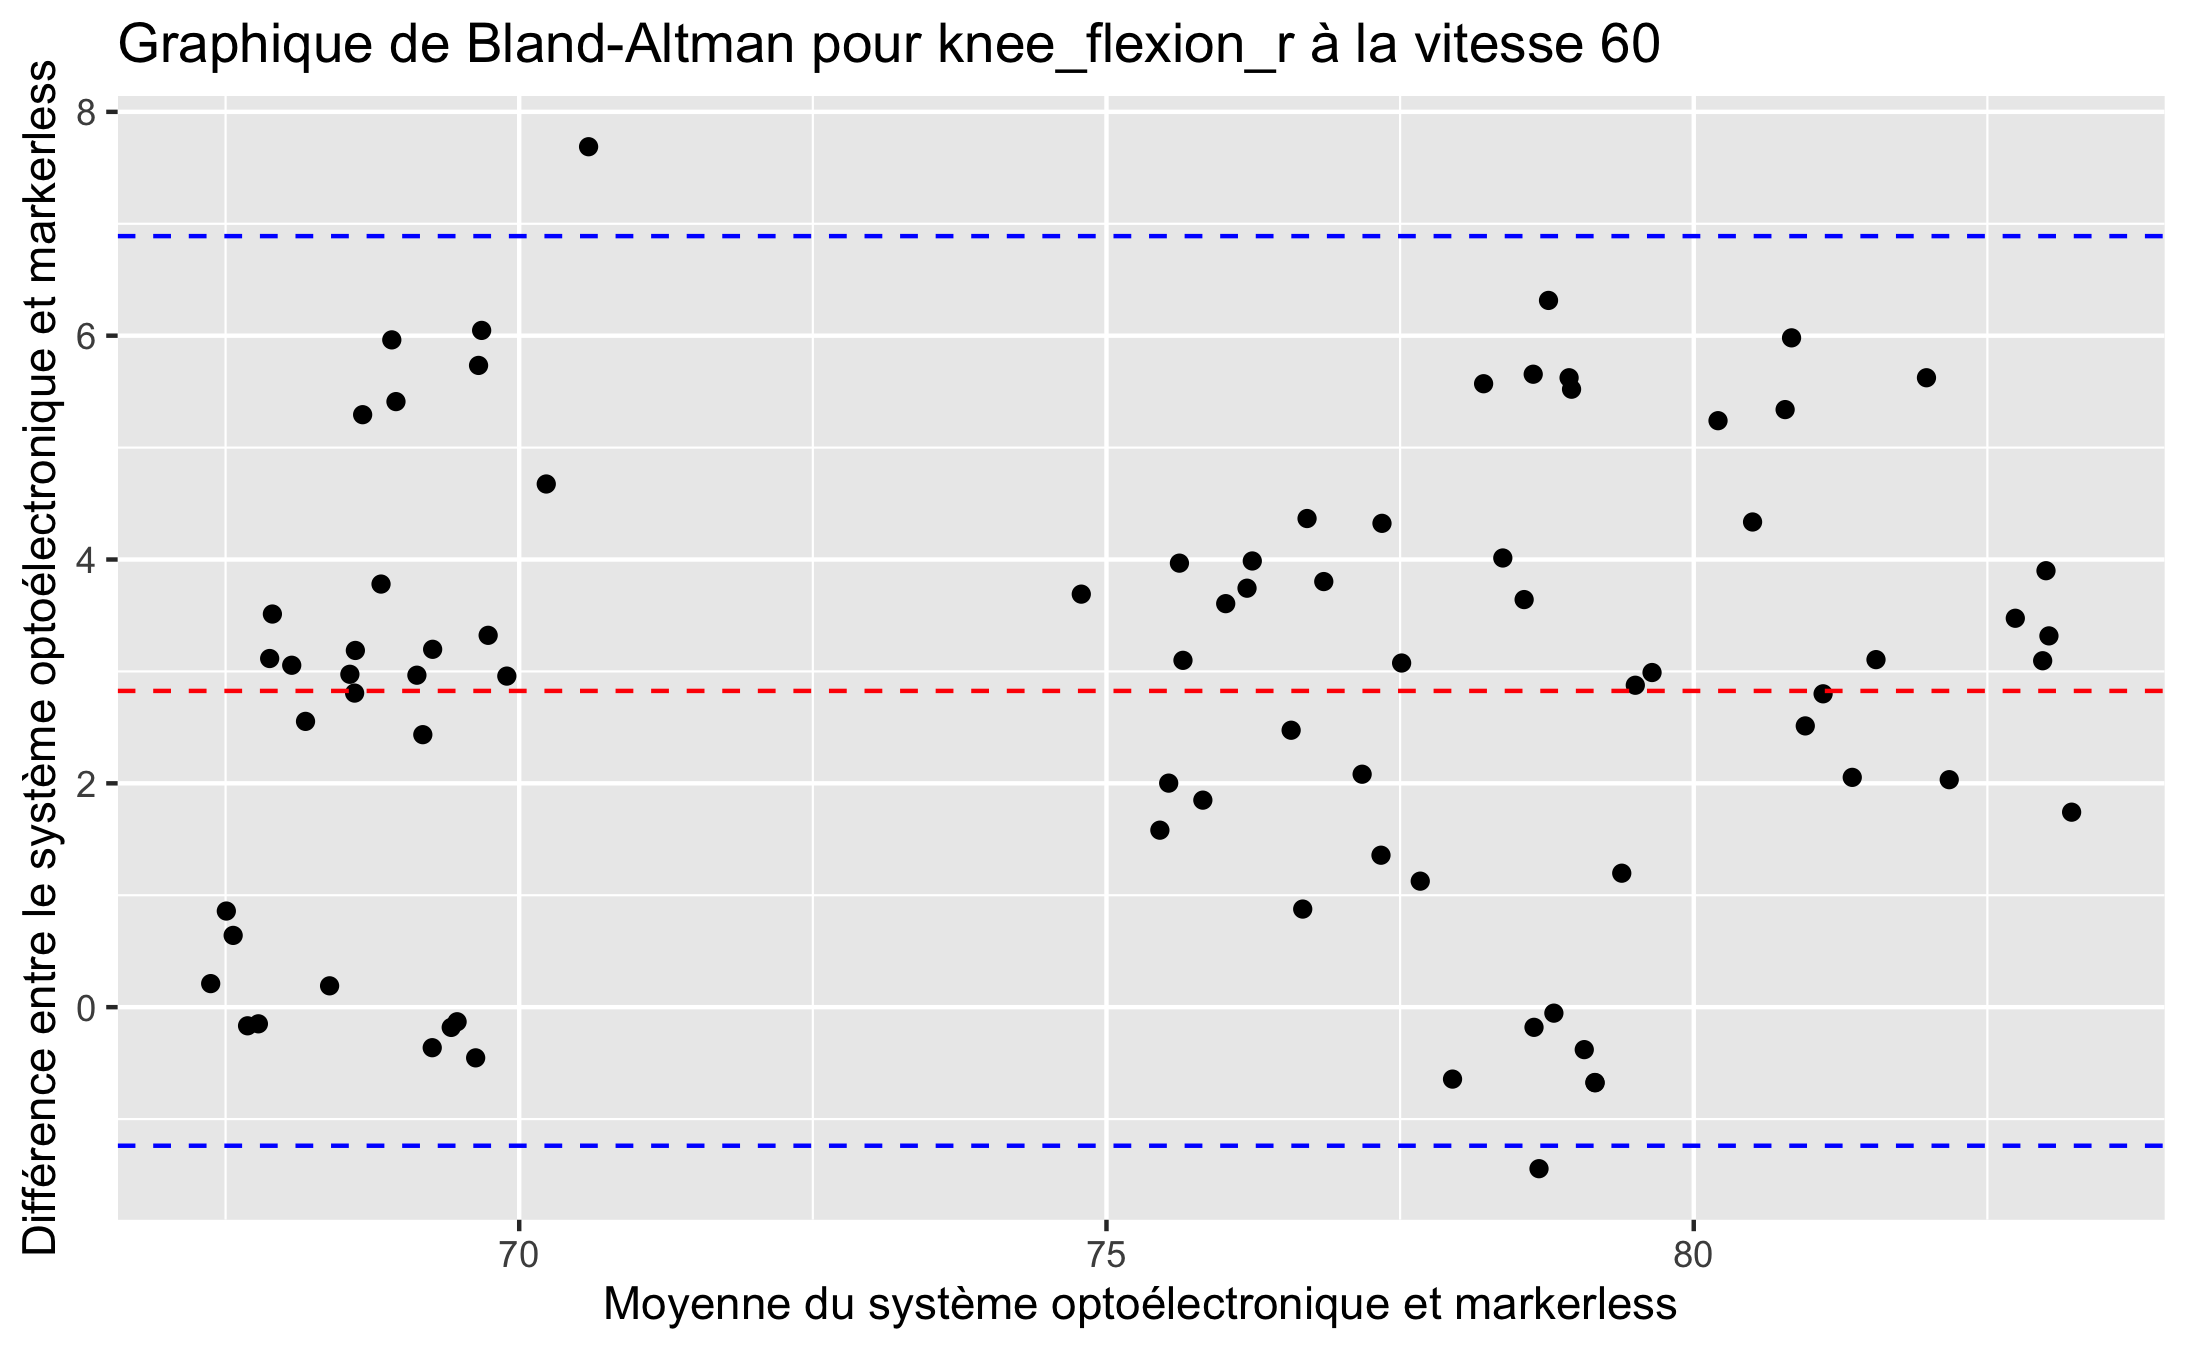 Graphique de Bland-Altman pour knee_flexion_r à la vitesse 60
Différence entre le système optoélectronique et markerless
8
6
4
2
0
70 75 80
Moyenne du système optoélectronique et markerless